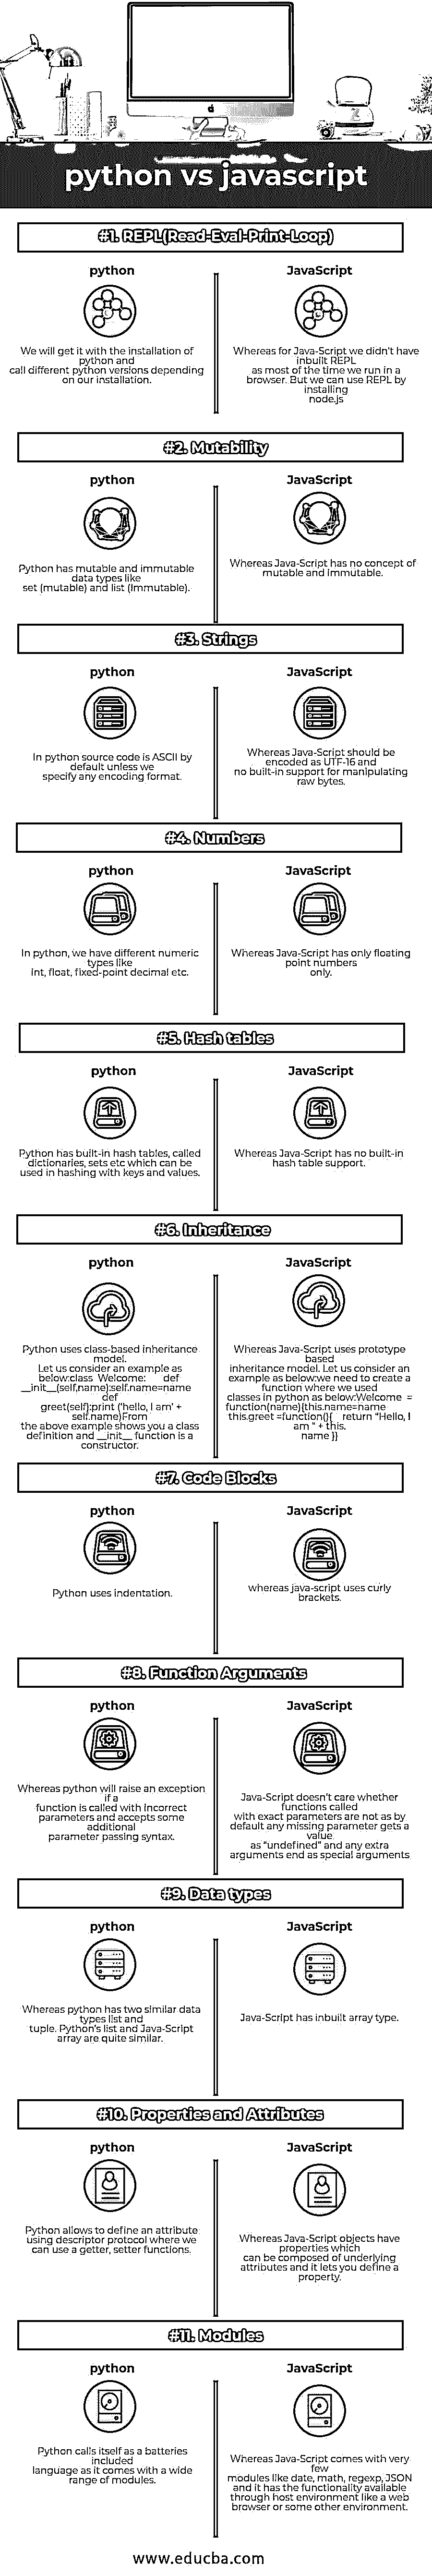 python vs javascript
#1. REPL(Read-Eval-Print-Loop)
python
We will get it with the installation of
python and
call different python versions depending
on our installation.
JavaScript
Whereas for Java-Script we didn't have
inbuilt REPL
as most of the time we run in a
browser. But we can use REPL by
installing
node.js
#2. Mutability
python
Python has mutable and immutable
data types like
set (mutable) and list (Immutable).
JavaScript
Whereas Java-Script has no concept of
mutable and Immutable.
#3. Strings
python
In python source code is ASCII by
default unless we
specify any encoding format.
JavaScript
Whereas Java-Script should be
encoded as UTF-16 and
no built-in support for manipulating
raw bytes.
#4. Numbers
python
In python, we have different numeric
types like
Int, float, fixed-point decimal etc.
JavaScript
Whereas Java-Script has only floating
point numbers
only.
#5. Hash tables
python
Python has built-in hash tables, called
dictionaries, sets etc which can be
used in hashing with keys and values.
JavaScript
Whereas Java-Script has no built-in
hash table support.
#6. Inheritance
python
Python uses class-based inheritance
model.
Let us consider an example as
below:class Welcome: def
__init__(self,name):self.name=name
def
greet(self):print ('hello, I am' +
self.name)From
the above example shows you a class
definition and __init__ function is a
constructor.
JavaScript
Whereas Java-Script uses prototype
based
inheritance model. Let us consider an
example as below:we need to create a
function where we used
classes in python as below:Welcome =
function(name){this.name=name
this.greet =function(){ return "Hello, I
am " + this.
name }}
#7. Code Blocks
python
Python uses indentation.
JavaScript
whereas java-script uses curly
brackets.
#8. Function Arguments
python
Whereas python will raise an exception
if a
function is called with incorrect
parameters and accepts some
additional
parameter passing syntax.
JavaScript
Java-Script doesn't care whether
functions called
with exact parameters are not as by
default any missing parameter gets a
value
as "undefined" and any extra
arguments end as special arguments
#9. Data types
python
Whereas python has two similar data
types list and
tuple. Python's list and Java-Script
array are quite similar.
JavaScript
Java-Script has inbuilt array type.
#10. Properties and Attributes
python
Python allows to define an attribute
using descriptor protocol where we
can use a getter, setter functions.
JavaScript
Whereas Java-Script objects have
properties which
can be composed of underlying
attributes and it lets you define a
property.
#11. Modules
python
Python calls itself as a batteries
included
language as it comes with a wide
range of modules.
JavaScript
Whereas Java-Script comes with very
few
modules like date, math, regexp, JSON
and it has the functionality available
through host environment like a web
browser or some other environment.
www.educba.com